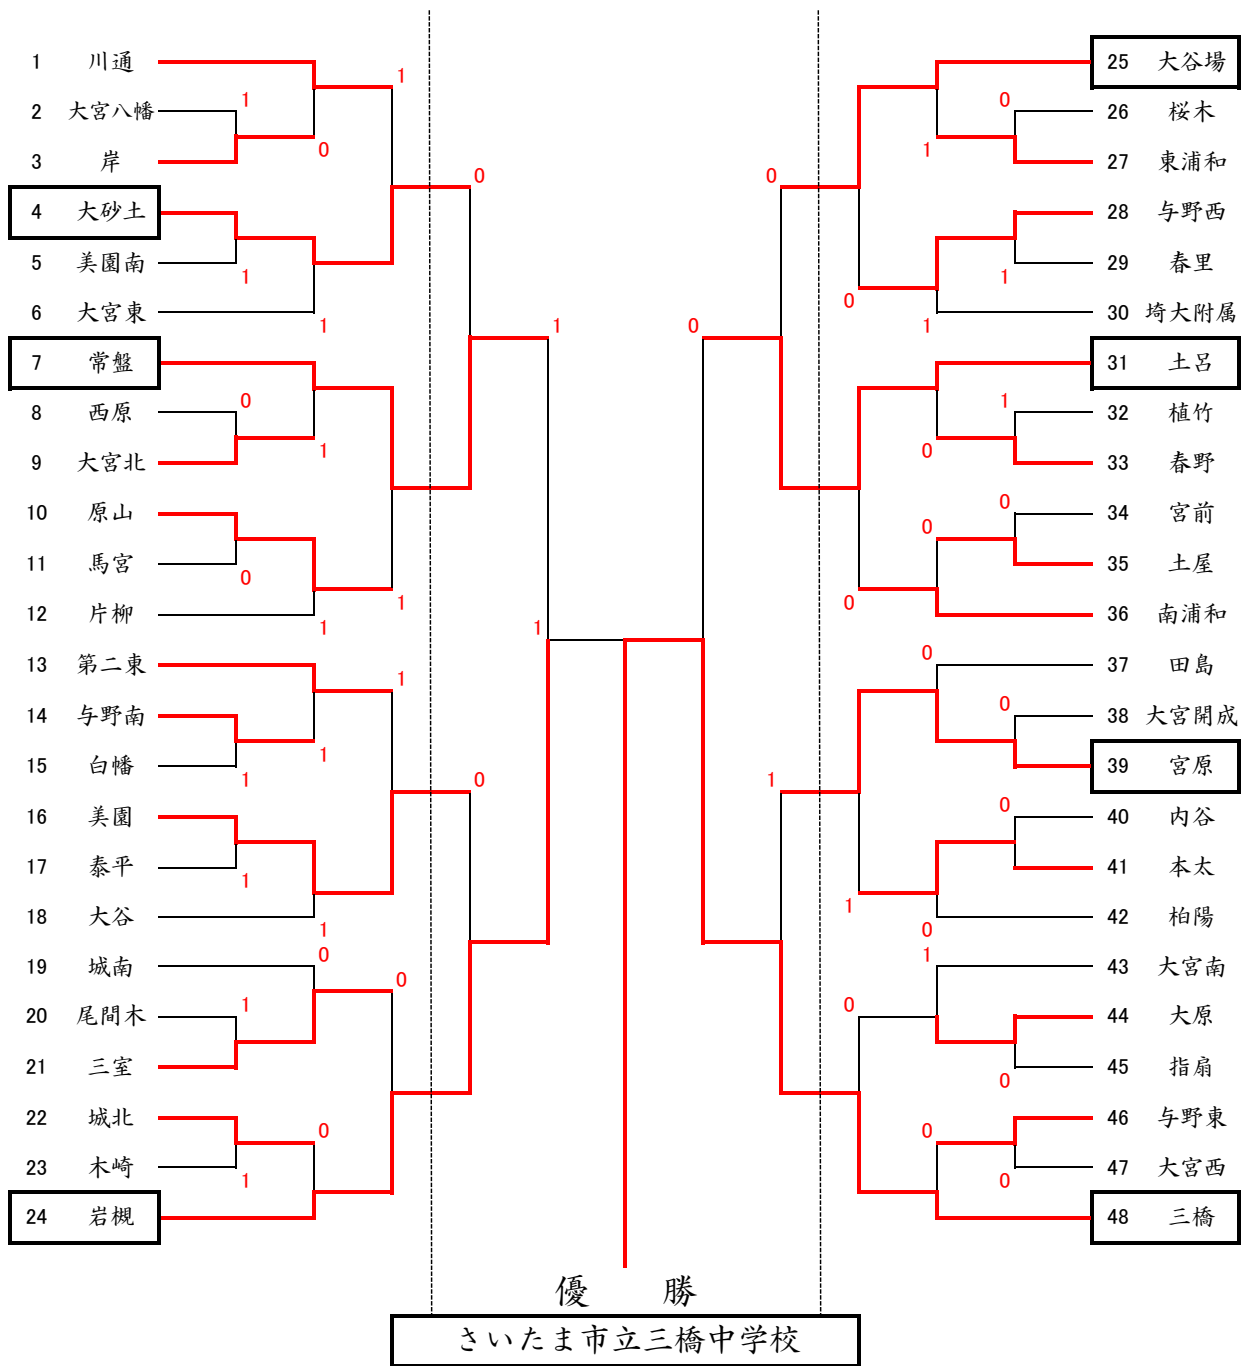 1 川通
2 大宮八幡
3 岸
4 大砂土
5 美園南
6 大宮東
7 常盤
8 西原
9 大宮北
10 原山
11 馬宮
12 片柳
13 第二東
14 与野南
15 白幡
16 美園
17 泰平
18 大谷
19 城南
20 尾間木
21 三室
22 城北
23 木崎
24 岩槻
1
1
0
0
1
1
1
0
1
0
1
1
1
1
1
0
1
1
1
0
0
1
0
1
1
0
0
0
0
1
1
0
1
0
1
0
0
0
1
0
0
0
0
1
0
1
0
0
0
0
25 大谷場
26 桜木
27 東浦和
28 与野西
29 春里
30 埼大附属
31 土呂
32 植竹
33 春野
34 宮前
35 土屋
36 南浦和
37 田島
38 大宮開成
39 宮原
40 内谷
41 本太
42 柏陽
43 大宮南
44 大原
45 指扇
46 与野東
47 大宮西
48 三橋
優 勝
さいたま市立三橋中学校